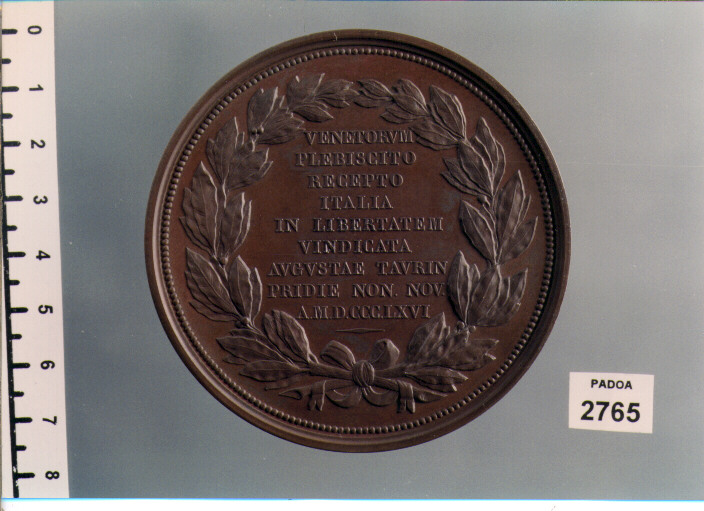 VENETORVM
PLEBISCITO
RECEPTO
ITALIA
IN LIBERTATEM
VINDICATA
AVGVSTAE TAVRIN
PRIDIE NON. NOV
A.MDCCCLXVI
0
1
2
3
4
5
6
7
8
PADOA
2765